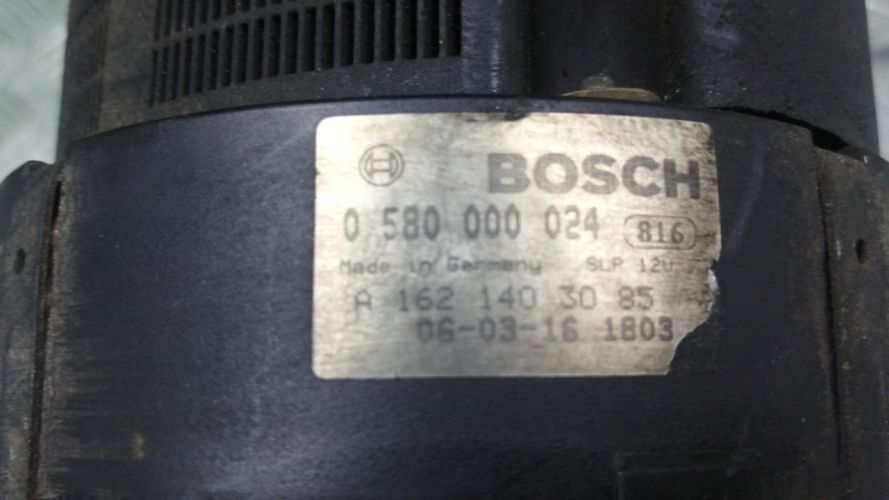 BOSCH
0 580 000 024 816
Made in Germany SLP 12V
A 162 140 30 85
06-03-16 1803